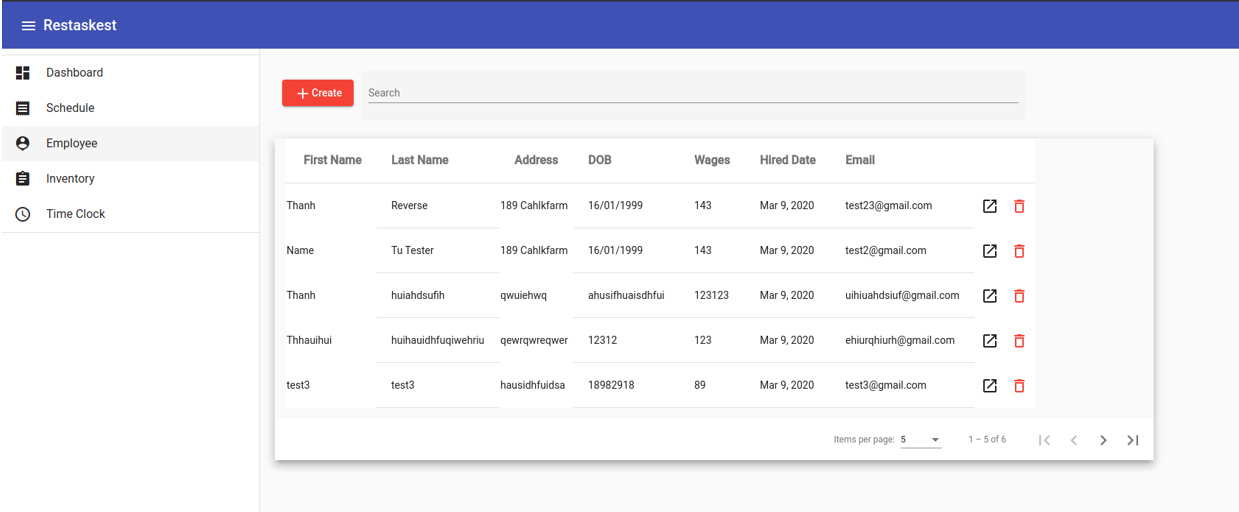 Restaskest
Dashboard
Schedule
Employee
Inventory
Time Clock
Create
Search
First Name Last Name Address DOB Wages Hired Date Email
Thanh Reverse 189 Cahlkfarm 16/01/1999 143 Mar 9, 2020 test23@gmail.com
Name Tu Tester 189 Cahlkfarm 16/01/1999 143 Mar 9, 2020 test2@gmail.com
Thanh huiahdsufih qwuiehwq ahusifhuaisdhfui 123123 Mar 9, 2020 uihiuahdsiuf@gmail.com
Thhauihui huihauidhfuqiwehriu qewrqwreqwer 12312 123 Mar 9, 2020 ehiurqhiurh@gmail.com
test3 test3 hausidhfuidsa 18982918 89 Mar 9, 2020 test3@gmail.com
Items per page: 5 1 – 5 of 6